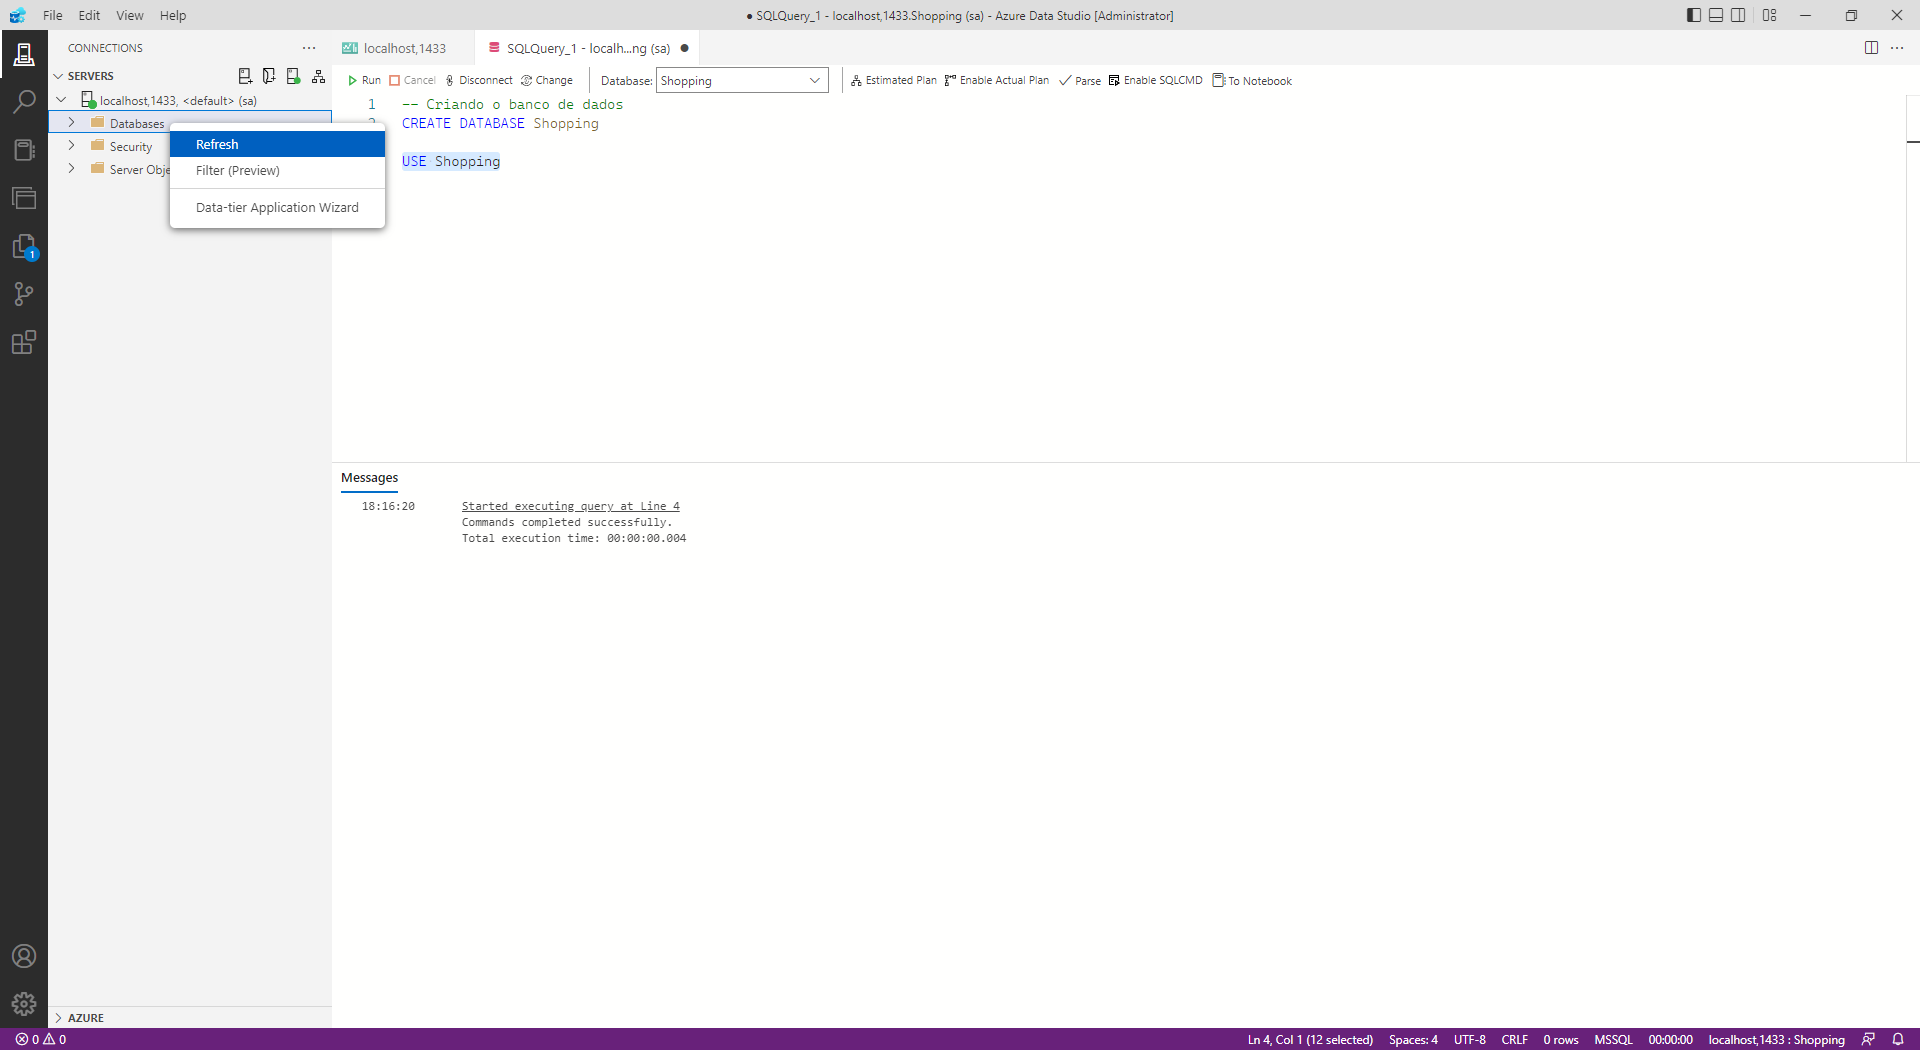 File Edit View Help
● SQLQuery_1 - localhost,1433.Shopping (sa) - Azure Data Studio [Administrator]
CONNECTIONS
localhost,1433
SQLQuery_1 - localh...ng (sa) ●
SERVERS
Run Cancel Disconnect Change Database: Shopping Estimated Plan Enable Actual Plan Parse Enable SQLCMD To Notebook
localhost,1433, <default> (sa)
Databases
Security
Server Obje
Refresh
Filter (Preview)
Data-tier Application Wizard
1 -- Criando o banco de dados
2 CREATE DATABASE Shopping
USE Shopping
1
Messages
18:16:20 Started executing query at Line 4
Commands completed successfully.
Total execution time: 00:00:00.004
AZURE
0 0
Ln 4, Col 1 (12 selected) Spaces: 4 UTF-8 CRLF 0 rows MSSQL 00:00:00 localhost,1433 : Shopping